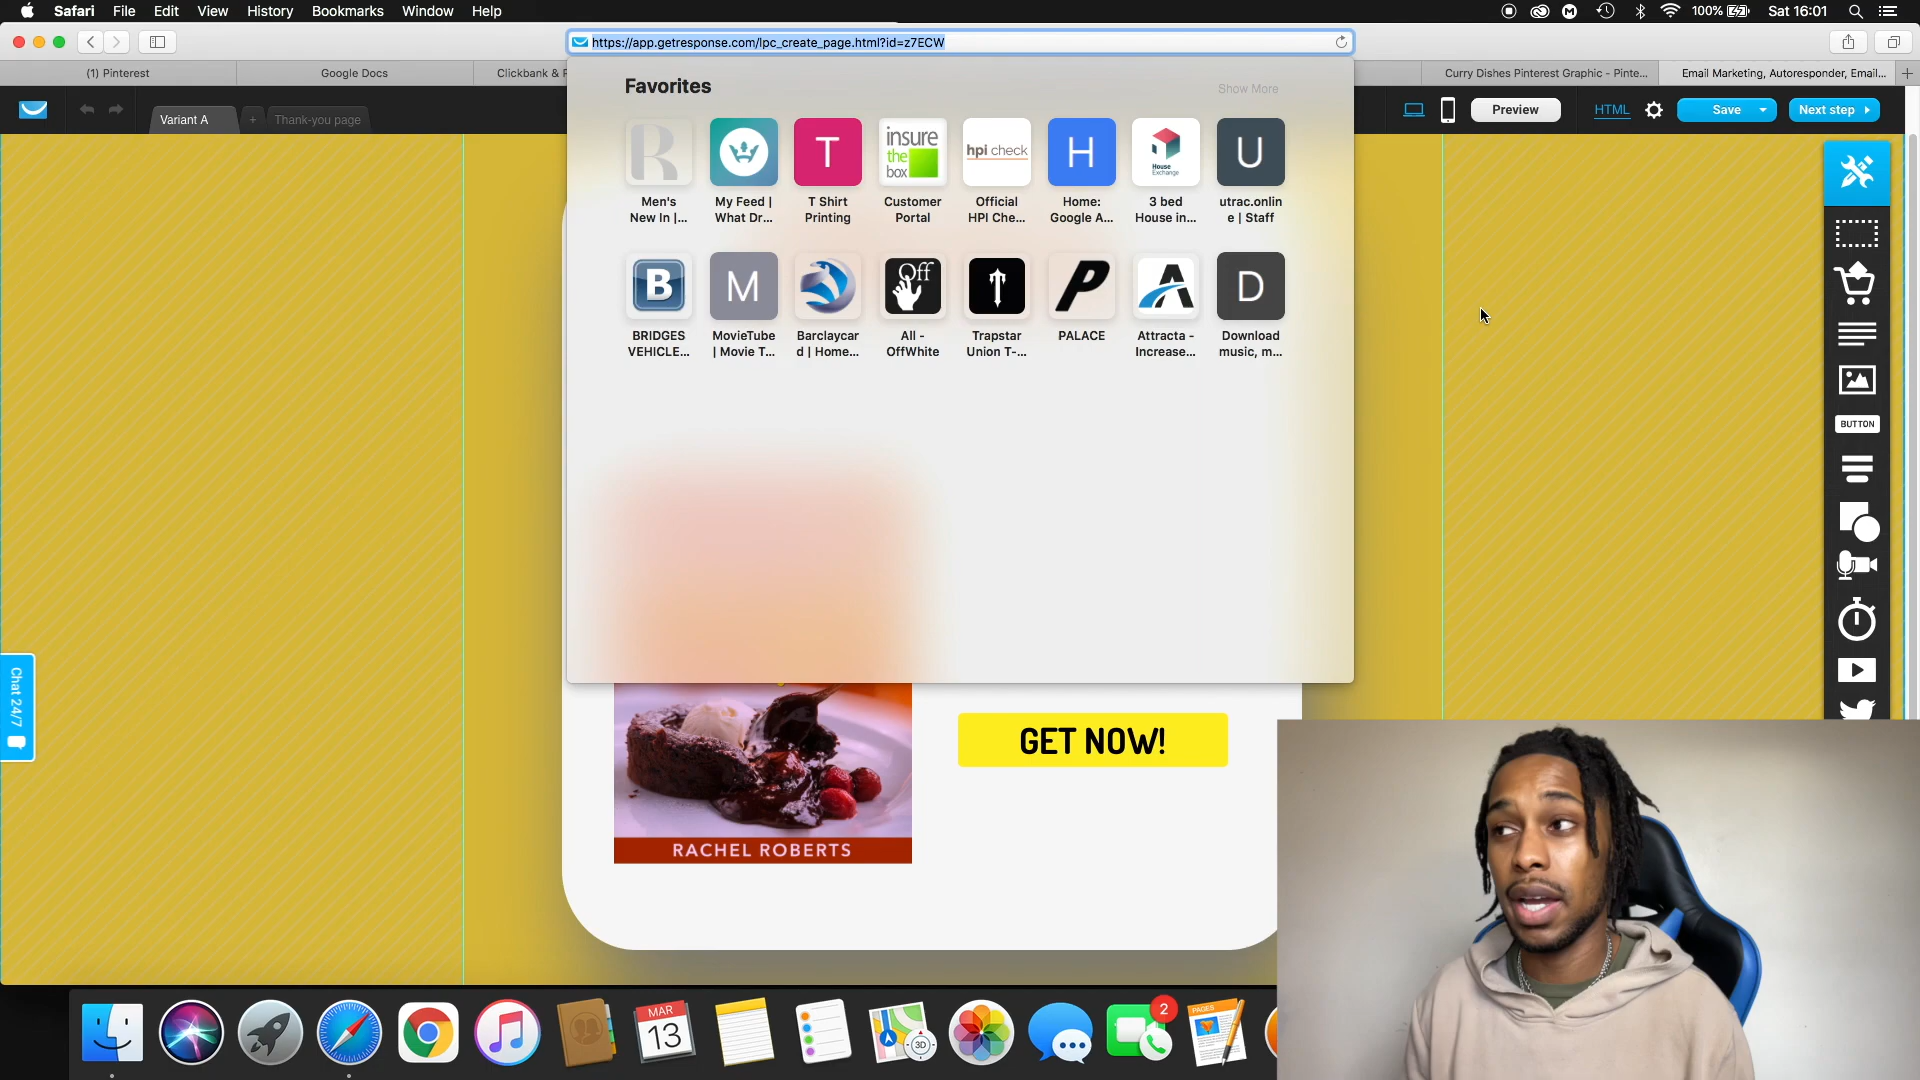 Safari File Edit View History Bookmarks Window Help
100% Sat 16:01
https://app.getresponse.com/lpc_create_page.html?id=z7ECW
(1) Pinterest
Google Docs
Clickbank &
Curry Dishes Pinterest Graphic - Pinte...
Email Marketing, Autoresponder, Email...
Variant A
+
Thank-you page
Preview
HTML
Save
Next step
Favorites
Show More
R
T
insure
the
box
hpi check
H
House
Exchange
U
Men's
New In |...
My Feed |
What Dr...
T Shirt
Printing
Customer
Portal
Official
HPI Che...
Home:
Google A...
3 bed
House in...
utrac.onlin
e | Staff
B
M
Off
T
P
A
D
BRIDGES
VEHICLE...
MovieTube
| Movie T...
Barclaycar
d | Home...
All -
OffWhite
Trapstar
Union T-...
PALACE
Attracta -
Increase...
Download
music, m...
BUTTON
Chat 24/7
GET NOW!
RACHEL ROBERTS
MAR
13
3D
2
PAGES